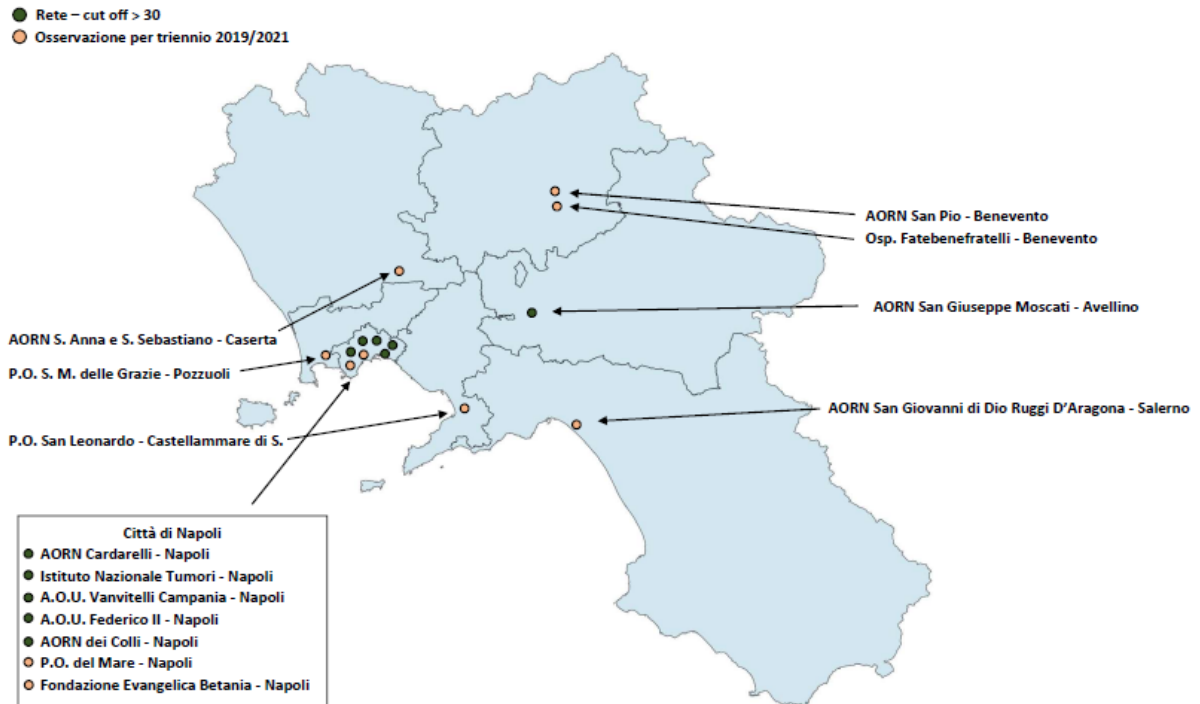 Rete – cut off > 30
Osservazione per triennio 2019/2021
AORN San Pio - Benevento
Osp. Fatebenefratelli - Benevento
AORN San Giuseppe Moscati - Avellino
AORN S. Anna e S. Sebastiano - Caserta
P.O. S. M. delle Grazie - Pozzuoli
AORN San Giovanni di Dio Ruggi D'Aragona - Salerno
P.O. San Leonardo - Castellammare di S.
Città di Napoli
AORN Cardarelli - Napoli
Istituto Nazionale Tumori - Napoli
A.O.U. Vanvitelli Campania - Napoli
A.O.U. Federico II - Napoli
AORN dei Colli - Napoli
P.O. del Mare - Napoli
Fondazione Evangelica Betania - Napoli